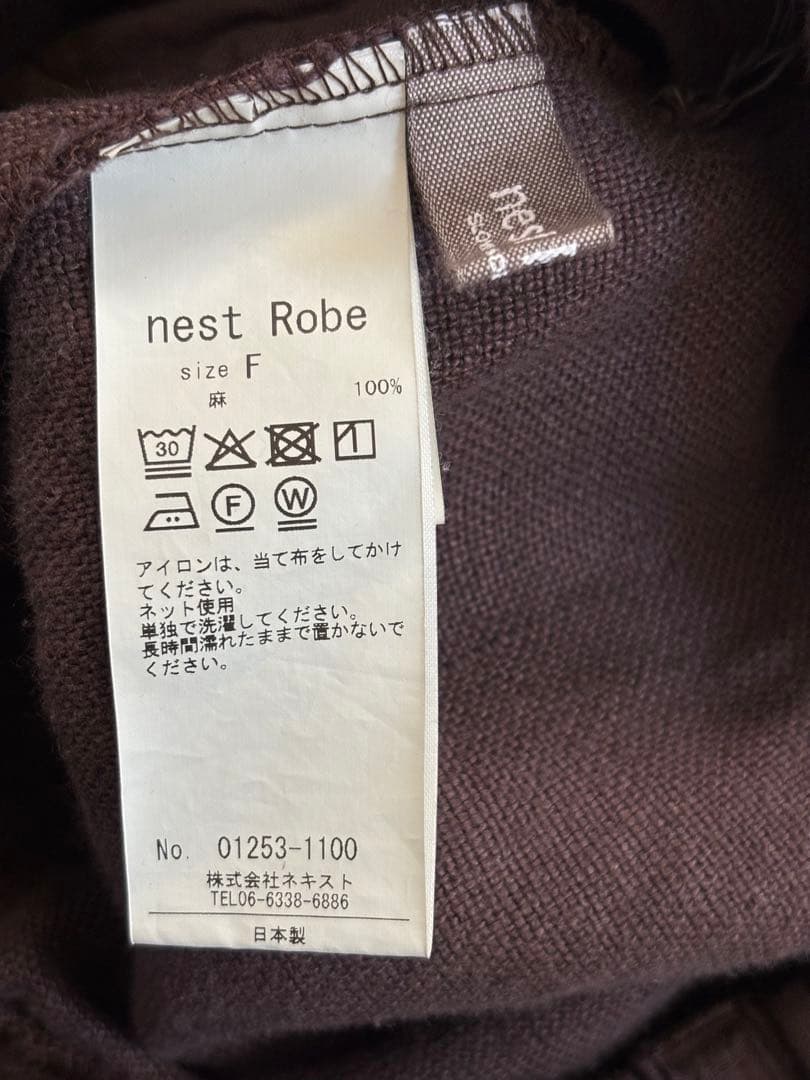 nest Robe
size F
麻 100%
30
F W
アイロンは、当て布をしてかけ
てください。
ネット使用
単独で洗濯してください。
長時間濡れたままで置かないで
ください。
No. 01253-1100
株式会社ネキスト
TEL06-6338-6886
日本製